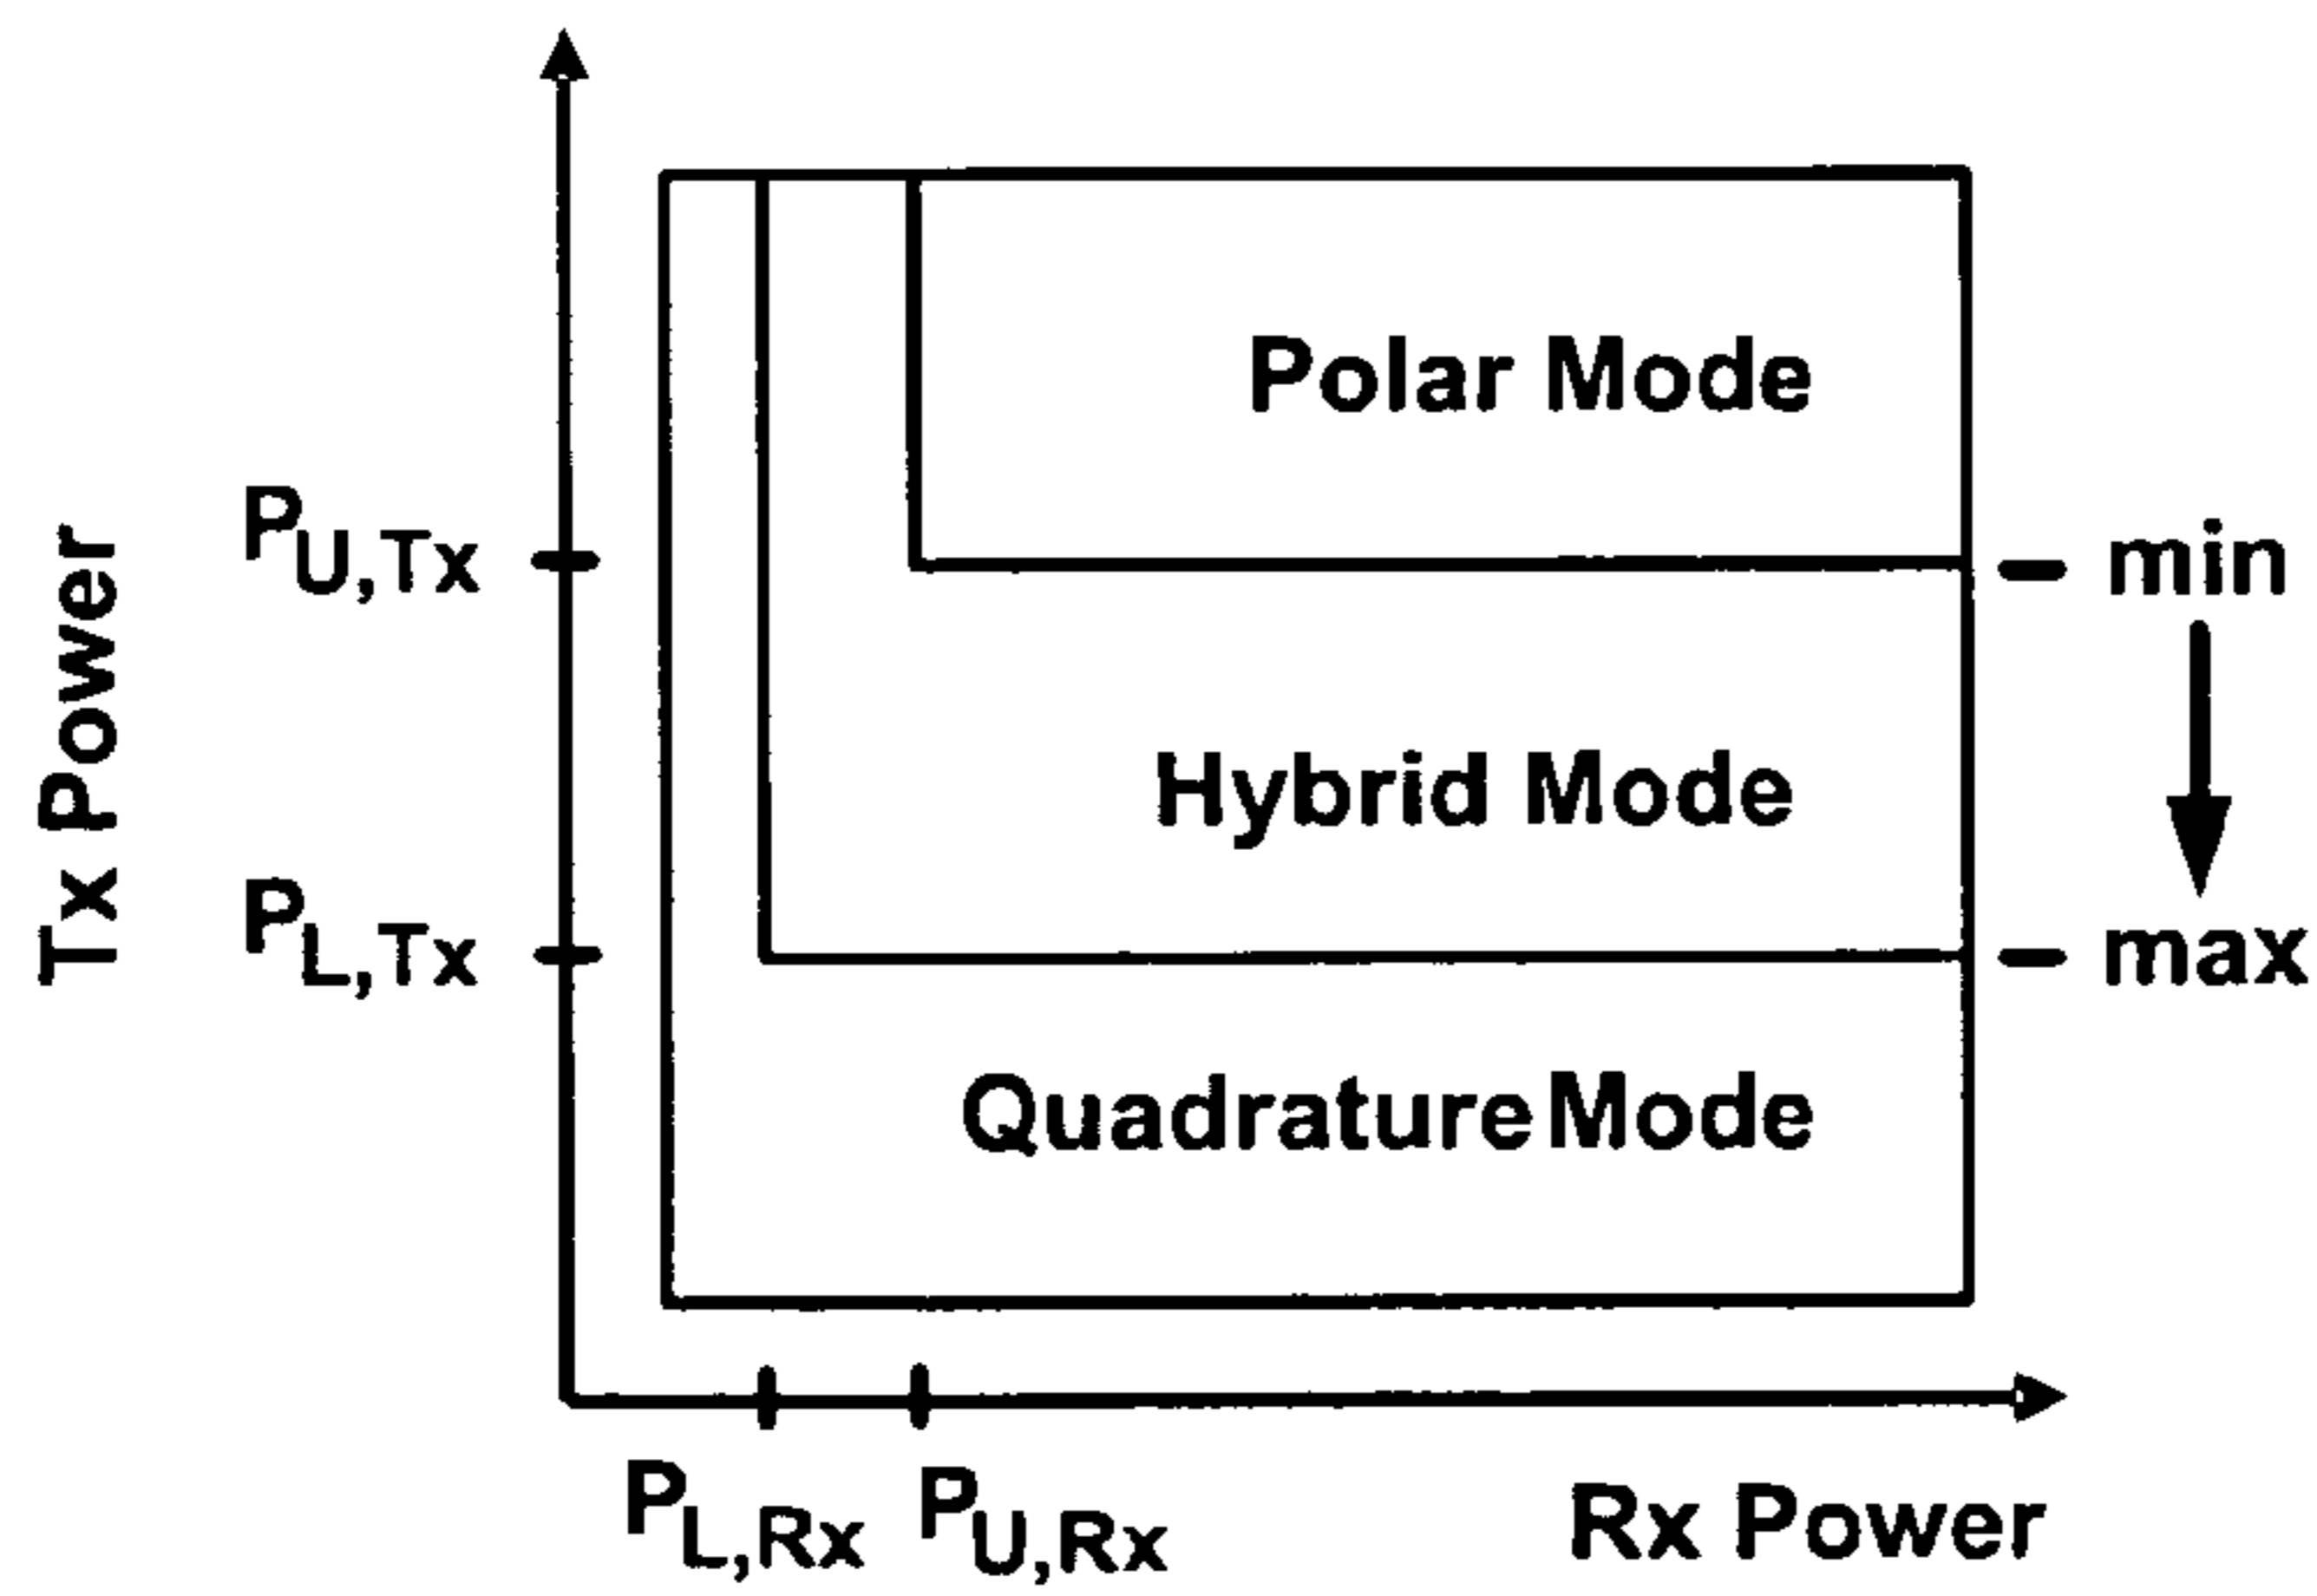 Polar Mode
P_U,Tx
min
Tx Power
Hybrid Mode
P_L,Tx
max
Quadrature Mode
P_L,Rx
P_U,Rx
Rx Power